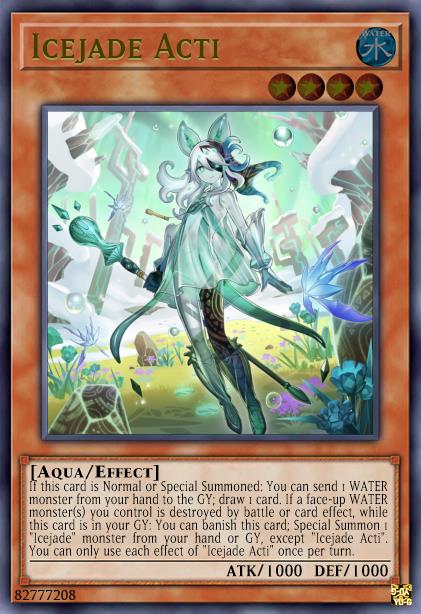 Icejade Acti
WATER
水
[Aqua/Effect]
If this card is Normal or Special Summoned: You can send 1 WATER
monster from your hand to the GY; draw 1 card. If a face-up WATER
monster(s) you control is destroyed by battle or card effect, while
this card is in your GY: You can banish this card; Special Summon 1
"Icejade" monster from your hand or GY, except "Icejade Acti".
You can only use each effect of "Icejade Acti" once per turn.
ATK/1000 DEF/1000
82777208